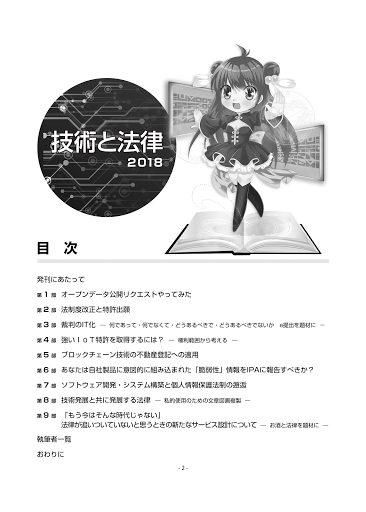 技術と法律
2018
目 次
発刊にあたって
第1部 オープンデータ公開リクエストやってみた
第2部 法制度改正と特許出願
第3部 裁判のIT化 ― 何であって・何でなくて・どうあるべきで・どうあるべきでないか e提出を題材に ―
第4部 強いIoT特許を取得するには? ― 権利範囲から考える ―
第5部 ブロックチェーン技術の不動産登記への適用
第6部 あなたは自社製品に意図的に組み込まれた「脆弱性」情報をIPAに報告すべきか?
第7部 ソフトウェア開発・システム構築と個人情報保護法制の邂逅
第8部 技術発展と共に発展する法律 ― 私的使用のための文章図画複製 ―
第9部 「もう今はそんな時代じゃない」
法律が追いついていないと思うときの新たなサービス設計について ― お酒と法律を題材に ―
執筆者一覧
おわりに
- 2 -